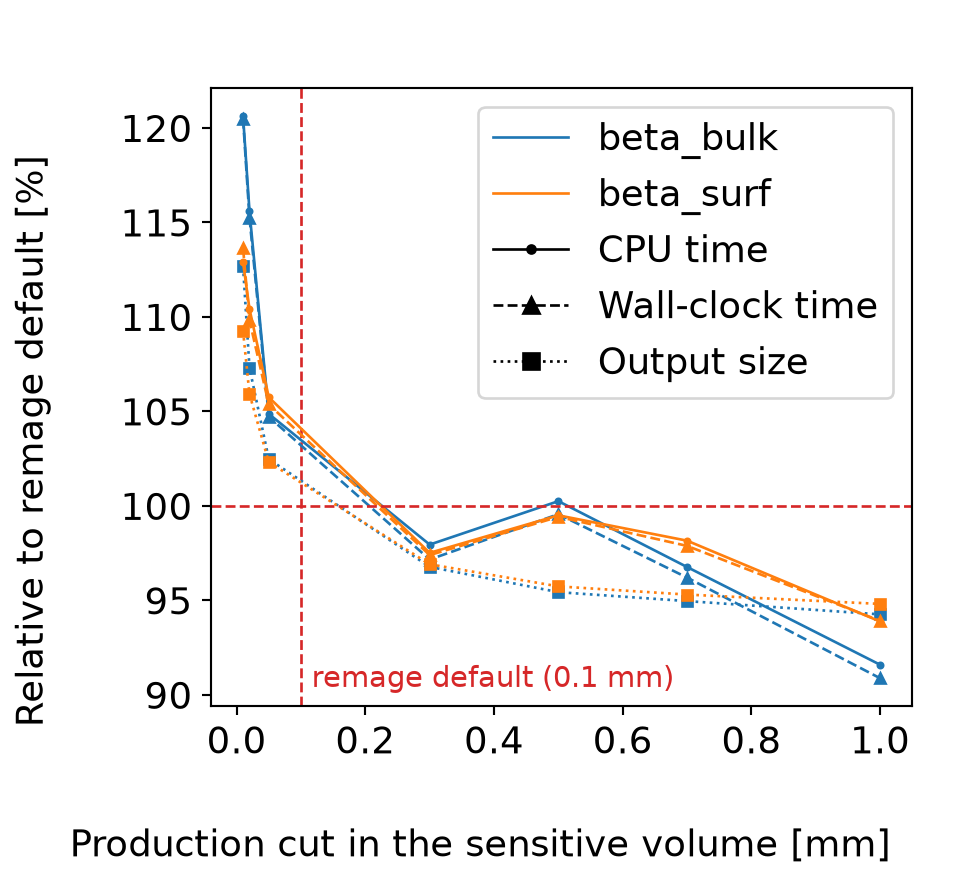 Relative to remage default [%]
120
115
110
105
100
95
90
beta_bulk
beta_surf
CPU time
Wall-clock time
Output size
remage default (0.1 mm)
0.0 0.2 0.4 0.6 0.8 1.0
Production cut in the sensitive volume [mm]